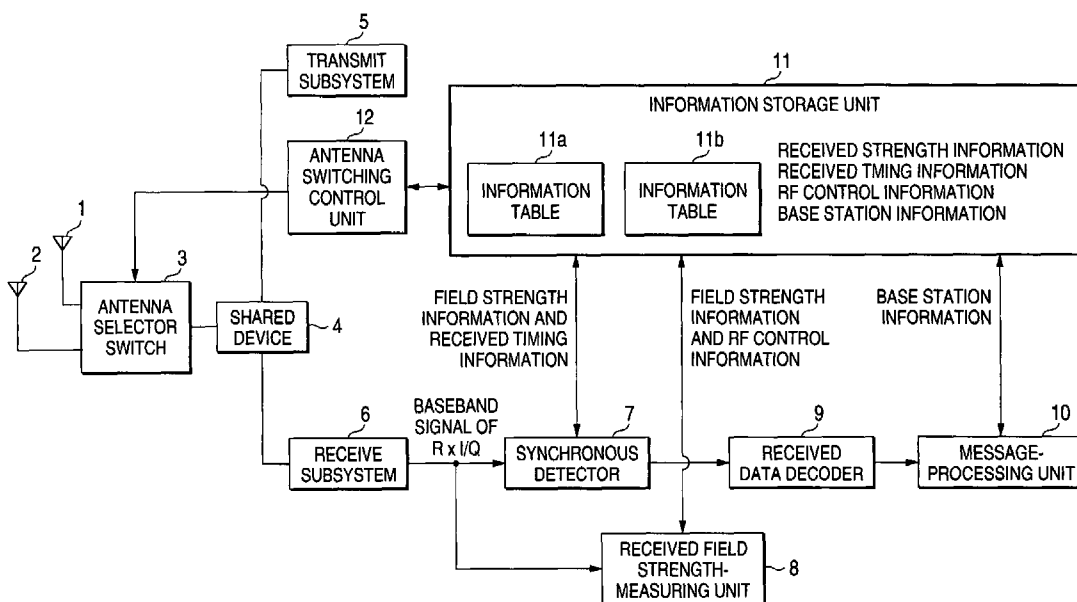 5
TRANSMIT
SUBSYSTEM
11
INFORMATION STORAGE UNIT
12
ANTENNA
SWITCHING
CONTROL
UNIT
11a
INFORMATION
TABLE
11b
INFORMATION
TABLE
RECEIVED STRENGTH INFORMATION
RECEIVED TMING INFORMATION
RF CONTROL INFORMATION
BASE STATION INFORMATION
1
2
3
ANTENNA
SELECTOR
SWITCH
SHARED
DEVICE
4
FIELD STRENGTH
INFORMATION AND
RECEIVED TIMING
INFORMATION
FIELD STRENGTH
INFORMATION
AND RF CONTROL
INFORMATION
BASE STATION
INFORMATION
6
RECEIVE
SUBSYSTEM
BASEBAND
SIGNAL OF
R x I/Q
7
SYNCHRONOUS
DETECTOR
9
RECEIVED
DATA DECODER
10
MESSAGE-
PROCESSING UNIT
RECEIVED FIELD
STRENGTH-
MEASURING UNIT
8